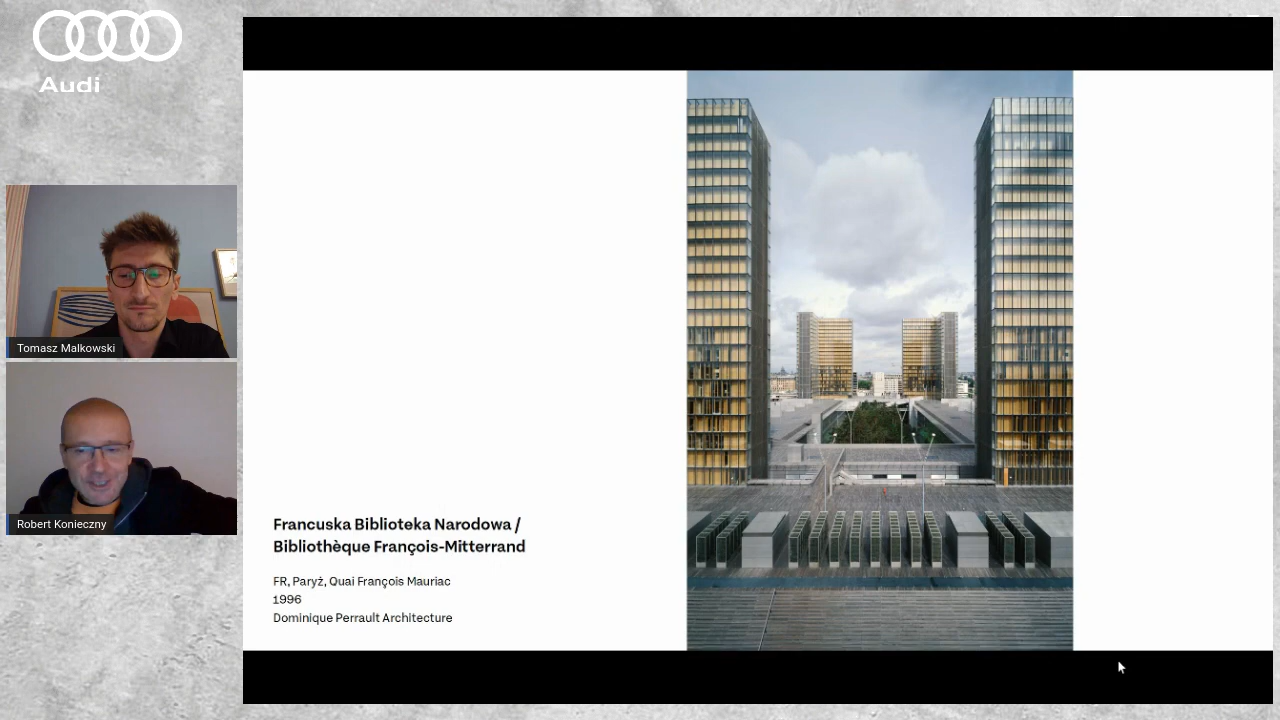 Audi
Tomasz Malkowski
Robert Konieczny
Francuska Biblioteka Narodowa /
Bibliothèque François-Mitterrand
FR, Paryż, Quai François Mauriac
1996
Dominique Perrault Architecture